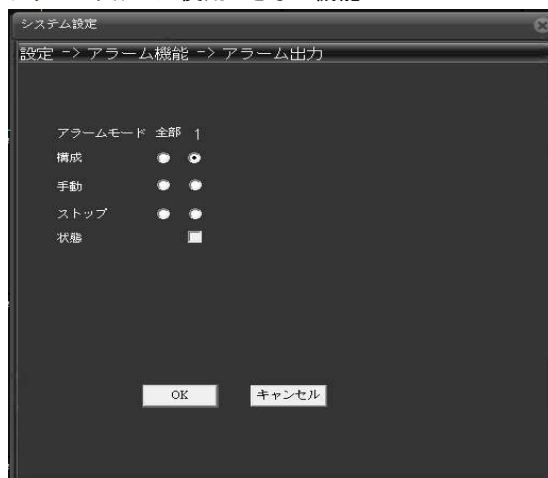 システム設定
設定 -> アラーム機能 -> アラーム出力
アラームモード 全部 1
構成
手動
ストップ
状態
OK キャンセル